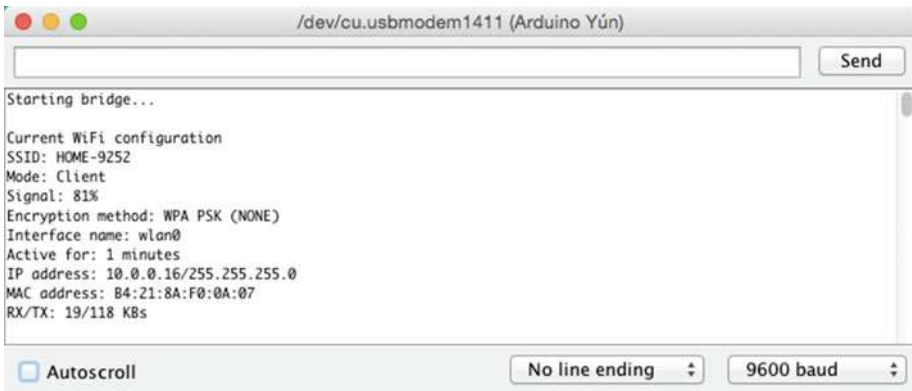 /dev/cu.usbmodem1411 (Arduino Yún)
Send
Starting bridge...
Current WiFi configuration
SSID: HOME-9252
Mode: Client
Signal: 81%
Encryption method: WPA PSK (NONE)
Interface name: wlan0
Active for: 1 minutes
IP address: 10.0.0.16/255.255.255.0
MAC address: B4:21:8A:F0:0A:07
RX/TX: 19/118 KBs
Autoscroll
No line ending
9600 baud